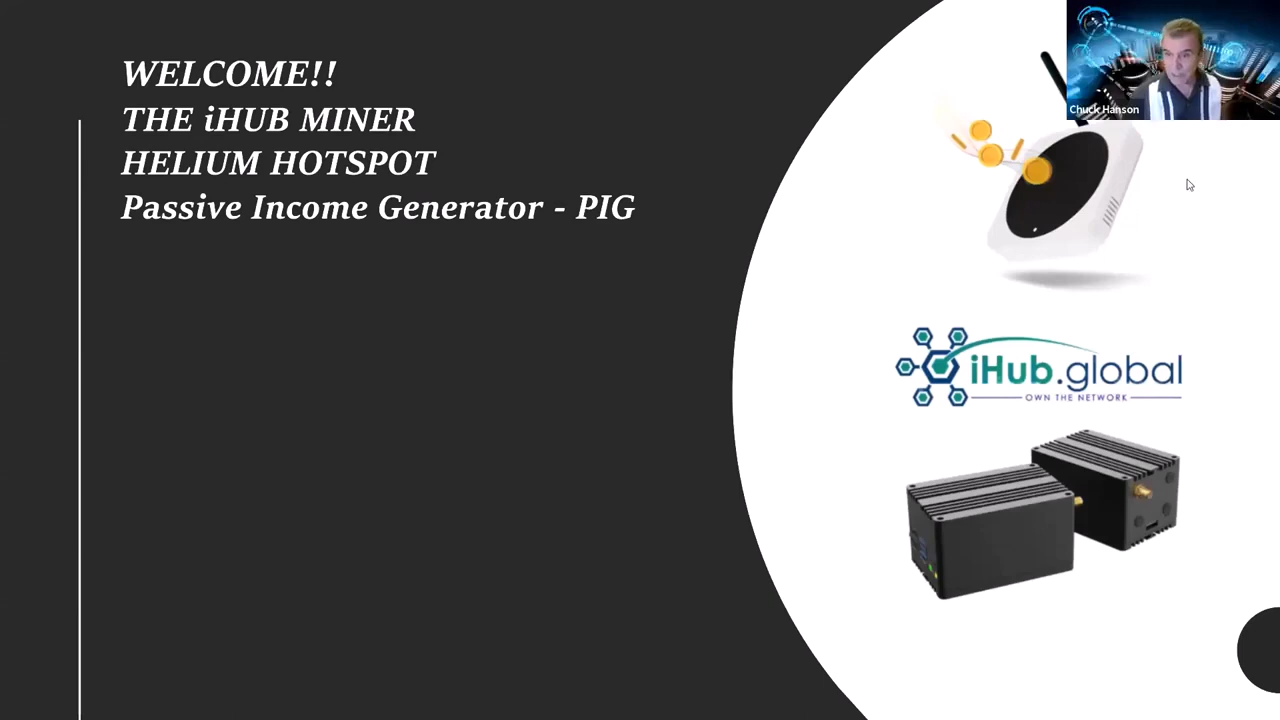 WELCOME!!
THE iHUB MINER
HELIUM HOTSPOT
Passive Income Generator - PIG
Chuck Hanson
iHub.global
OWN THE NETWORK